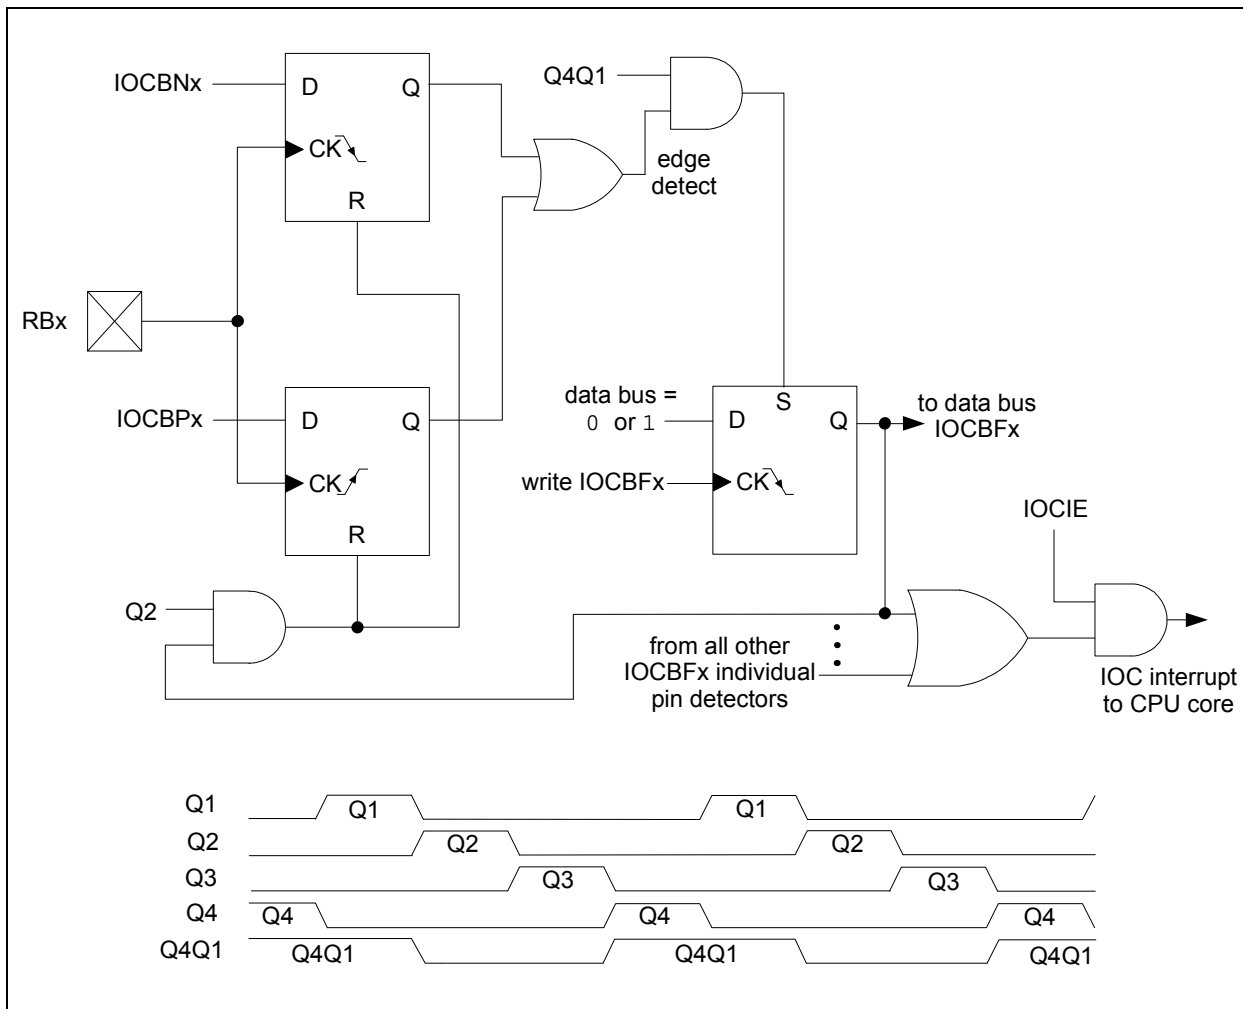 IOCBNx
D
Q
CK
R
Q4Q1
edge
detect
RBx
IOCBPx
D
Q
CK
R
data bus =
0 or 1
S
D
Q
to data bus
IOCBFx
write IOCBFx
CK
IOCIE
Q2
from all other
IOCBFx individual
pin detectors
IOC interrupt
to CPU core
Q1
Q1
Q1
Q2
Q2
Q2
Q3
Q3
Q3
Q4
Q4
Q4
Q4
Q4Q1
Q4Q1
Q4Q1
Q4Q1